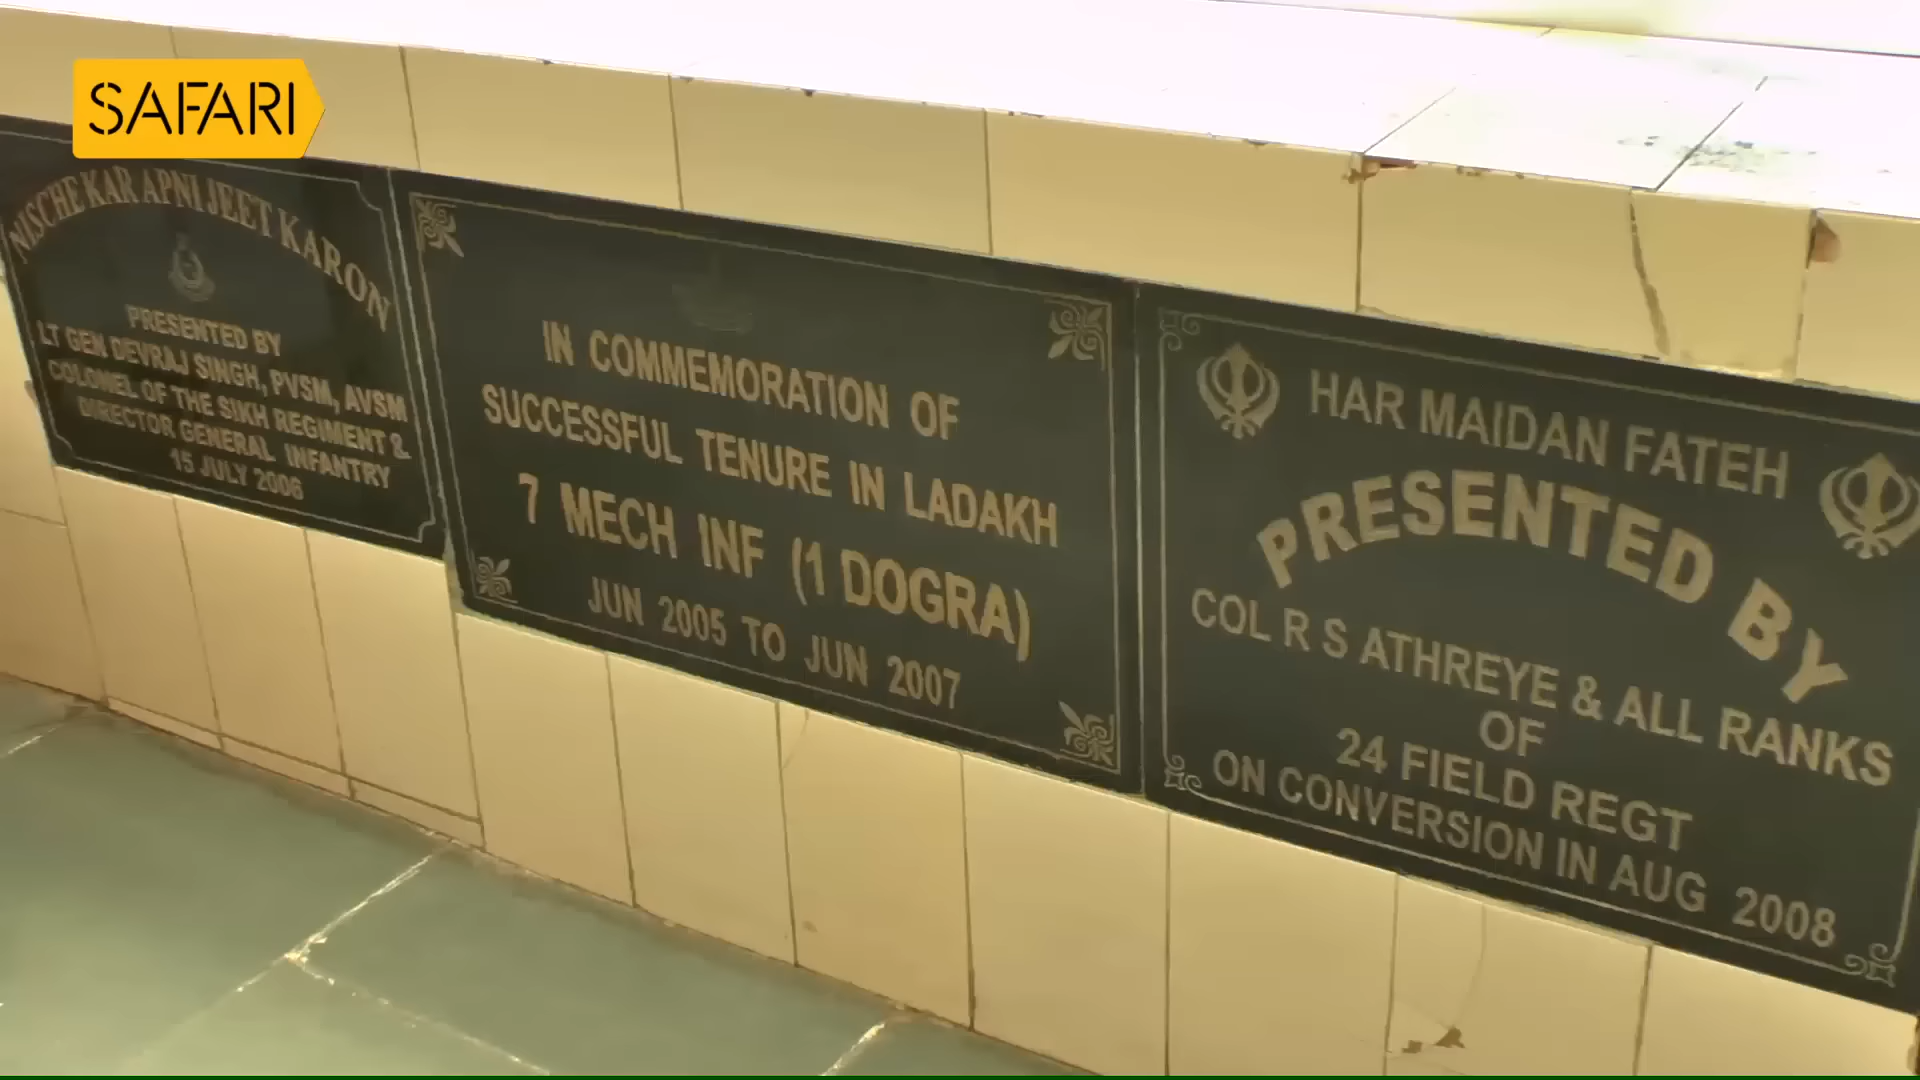 SAFARI
NISCHE KAR APNI JEET KARON
PRESENTED BY
LT GEN DEVRAJ SINGH, PVSM, AVSM
COLONEL OF THE SIKH REGIMENT &
DIRECTOR GENERAL INFANTRY
15 JULY 2006
IN COMMEMORATION OF
SUCCESSFUL TENURE IN LADAKH
7 MECH INF (1 DOGRA)
JUN 2005 TO JUN 2007
HAR MAIDAN FATEH
PRESENTED BY
COL R S ATHREYE & ALL RANKS
OF
24 FIELD REGT
ON CONVERSION IN AUG 2008